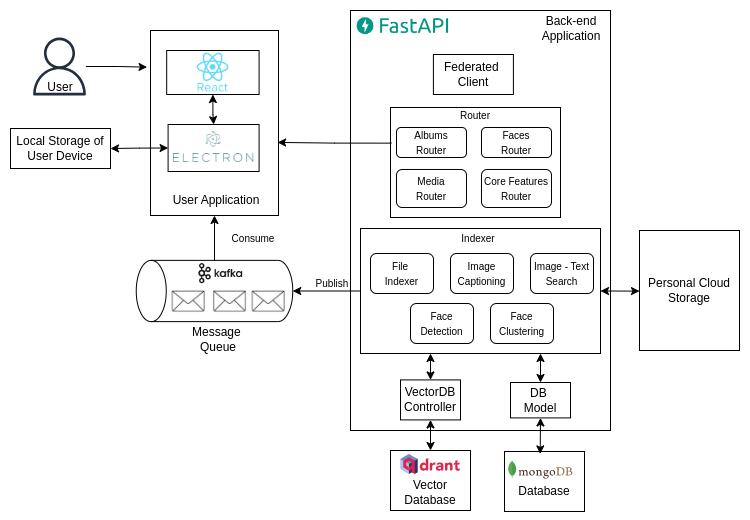 FastAPI
Back-end
Application
User
React
Federated
Client
Local Storage of
User Device
ELECTRON
User Application
Router
Albums
Router
Faces
Router
Media
Router
Core Features
Router
Consume
kafka
Message
Queue
Publish
Indexer
File
Indexer
Image
Captioning
Image - Text
Search
Face
Detection
Face
Clustering
Personal Cloud
Storage
VectorDB
Controller
DB
Model
qdrant
Vector
Database
mongoDB
Database